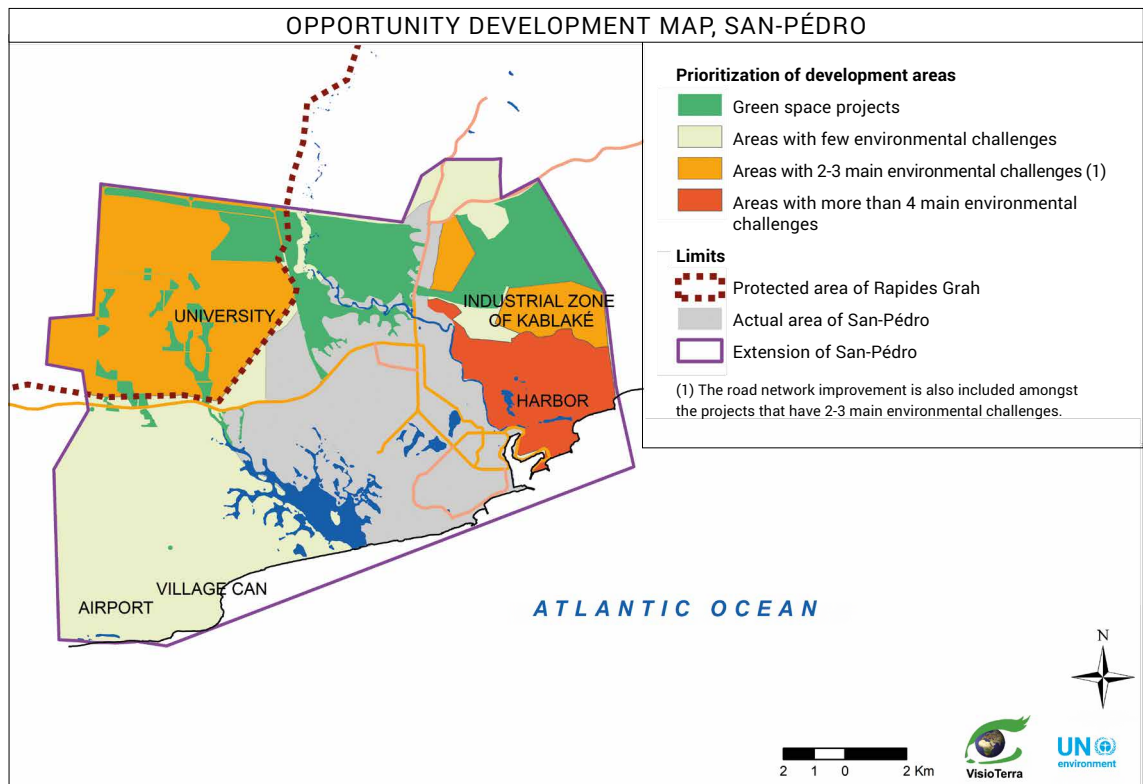 OPPORTUNITY DEVELOPMENT MAP, SAN-PÉDRO
Prioritization of development areas
Green space projects
Areas with few environmental challenges
Areas with 2-3 main environmental challenges (1)
Areas with more than 4 main environmental
challenges
Limits
Protected area of Rapides Grah
Actual area of San-Pédro
Extension of San-Pédro
(1) The road network improvement is also included amongst
the projects that have 2-3 main environmental challenges.
UNIVERSITY
INDUSTRIAL ZONE
OF KABLAKÉ
HARBOR
VILLAGE CAN
AIRPORT
ATLANTIC OCEAN
N
2 1 0 2 Km
VisioTerra
UN
environment